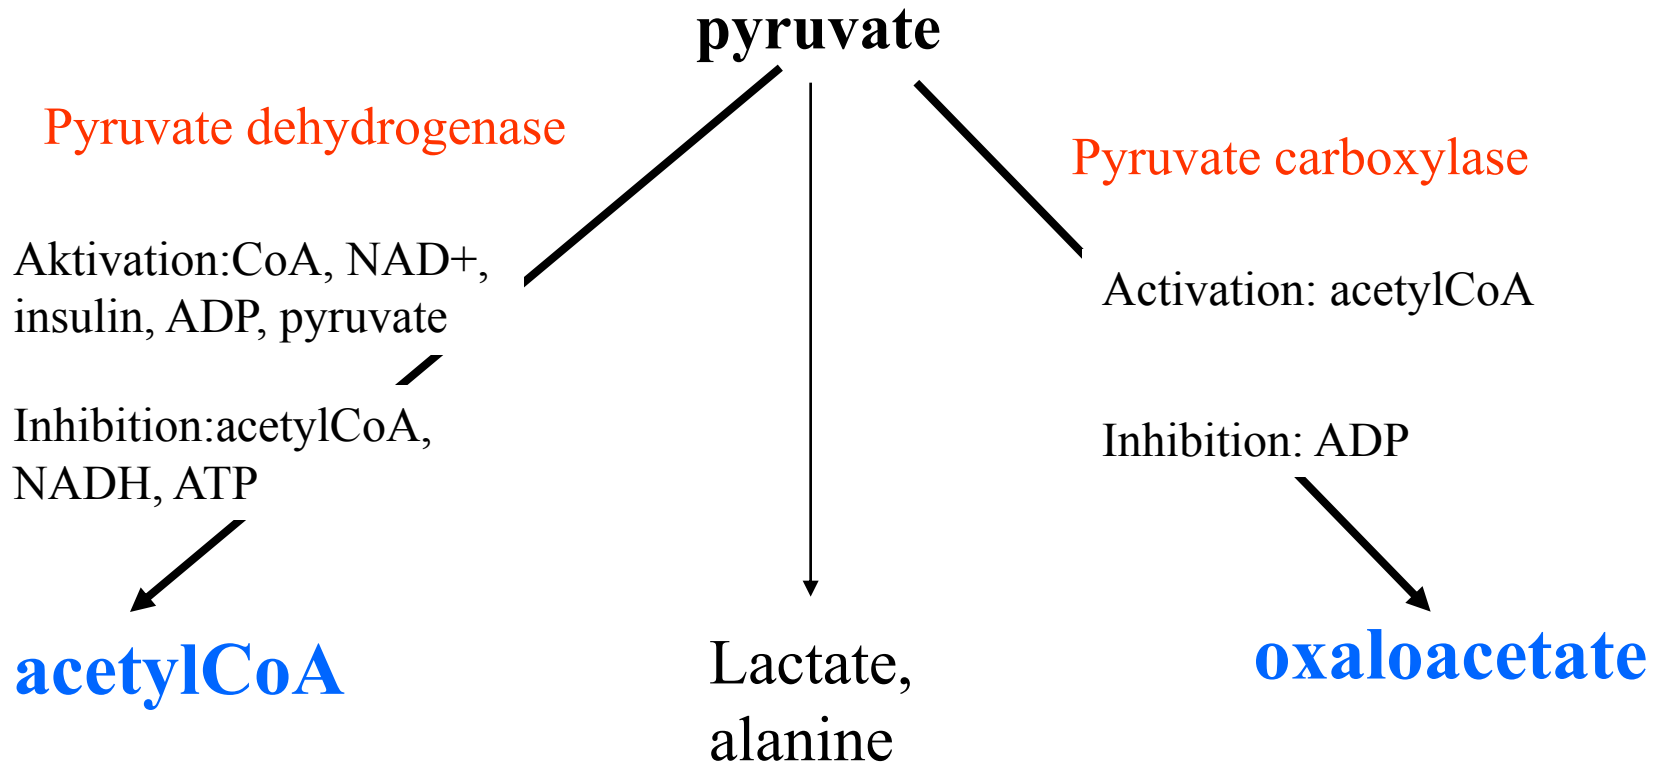 pyruvate
Pyruvate dehydrogenase
Pyruvate carboxylase
Aktivation:CoA, NAD+,
insulin, ADP, pyruvate
Activation: acetylCoA
Inhibition:acetylCoA,
NADH, ATP
Inhibition: ADP
acetylCoA
Lactate,
alanine
oxaloacetate